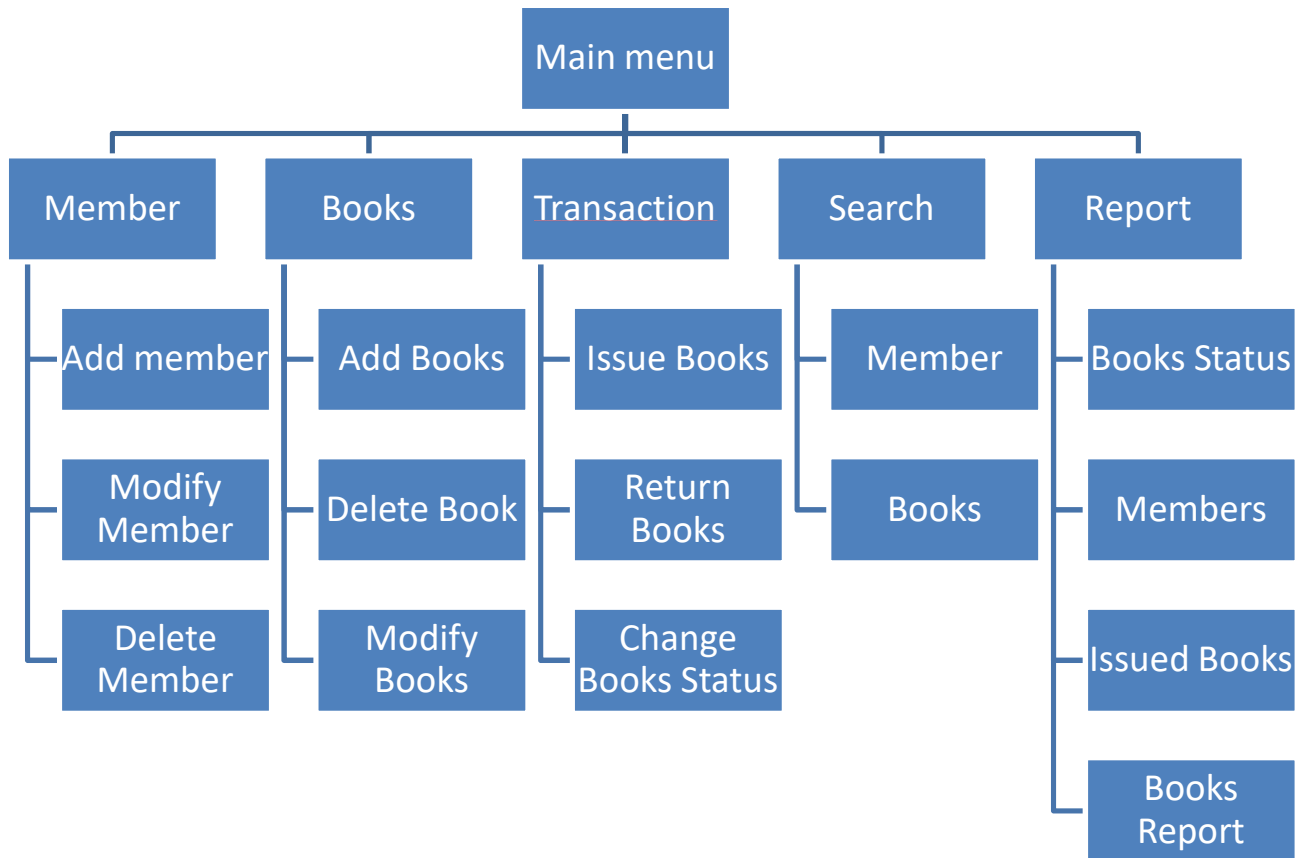 Main menu
Member
Books
Transaction
Search
Report
Add member
Add Books
Issue Books
Member
Books Status
Modify
Member
Delete Book
Return
Books
Books
Members
Delete
Member
Modify
Books
Change
Books Status
Issued Books
Books
Report